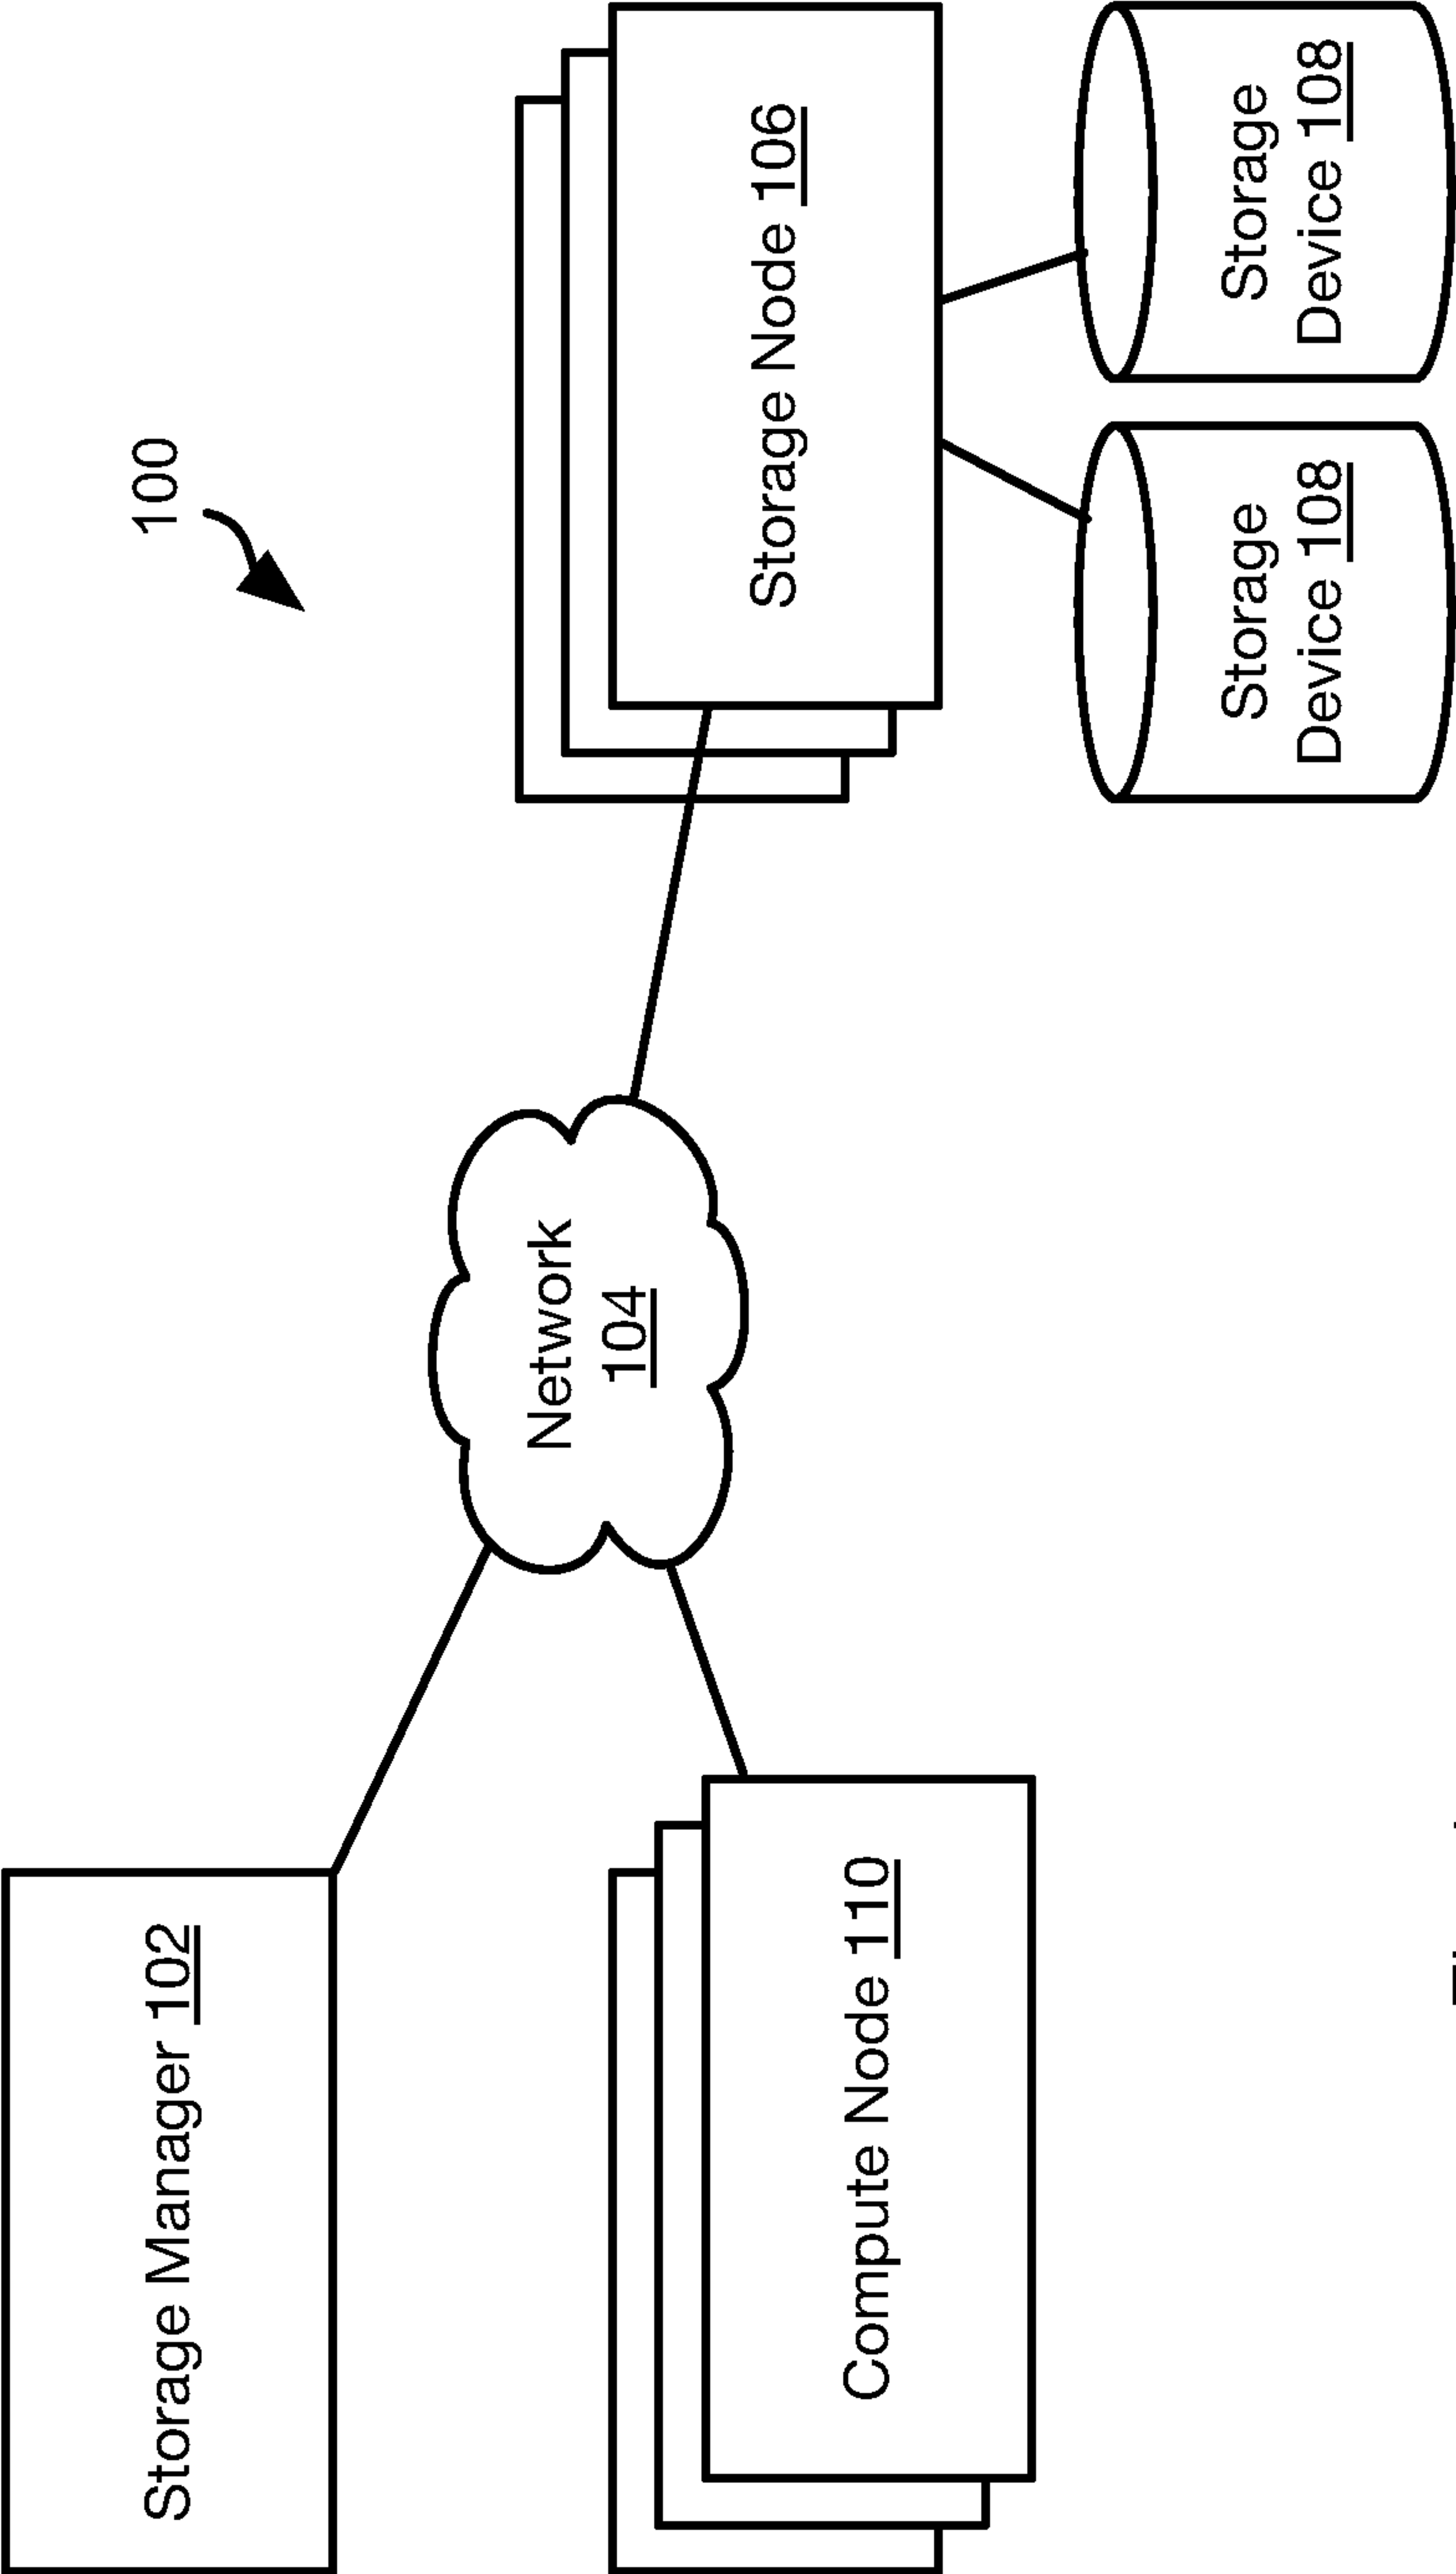 100
Storage Manager 102
Network
104
Storage Node 106
Compute Node 110
Storage
Device 108
Storage
Device 108